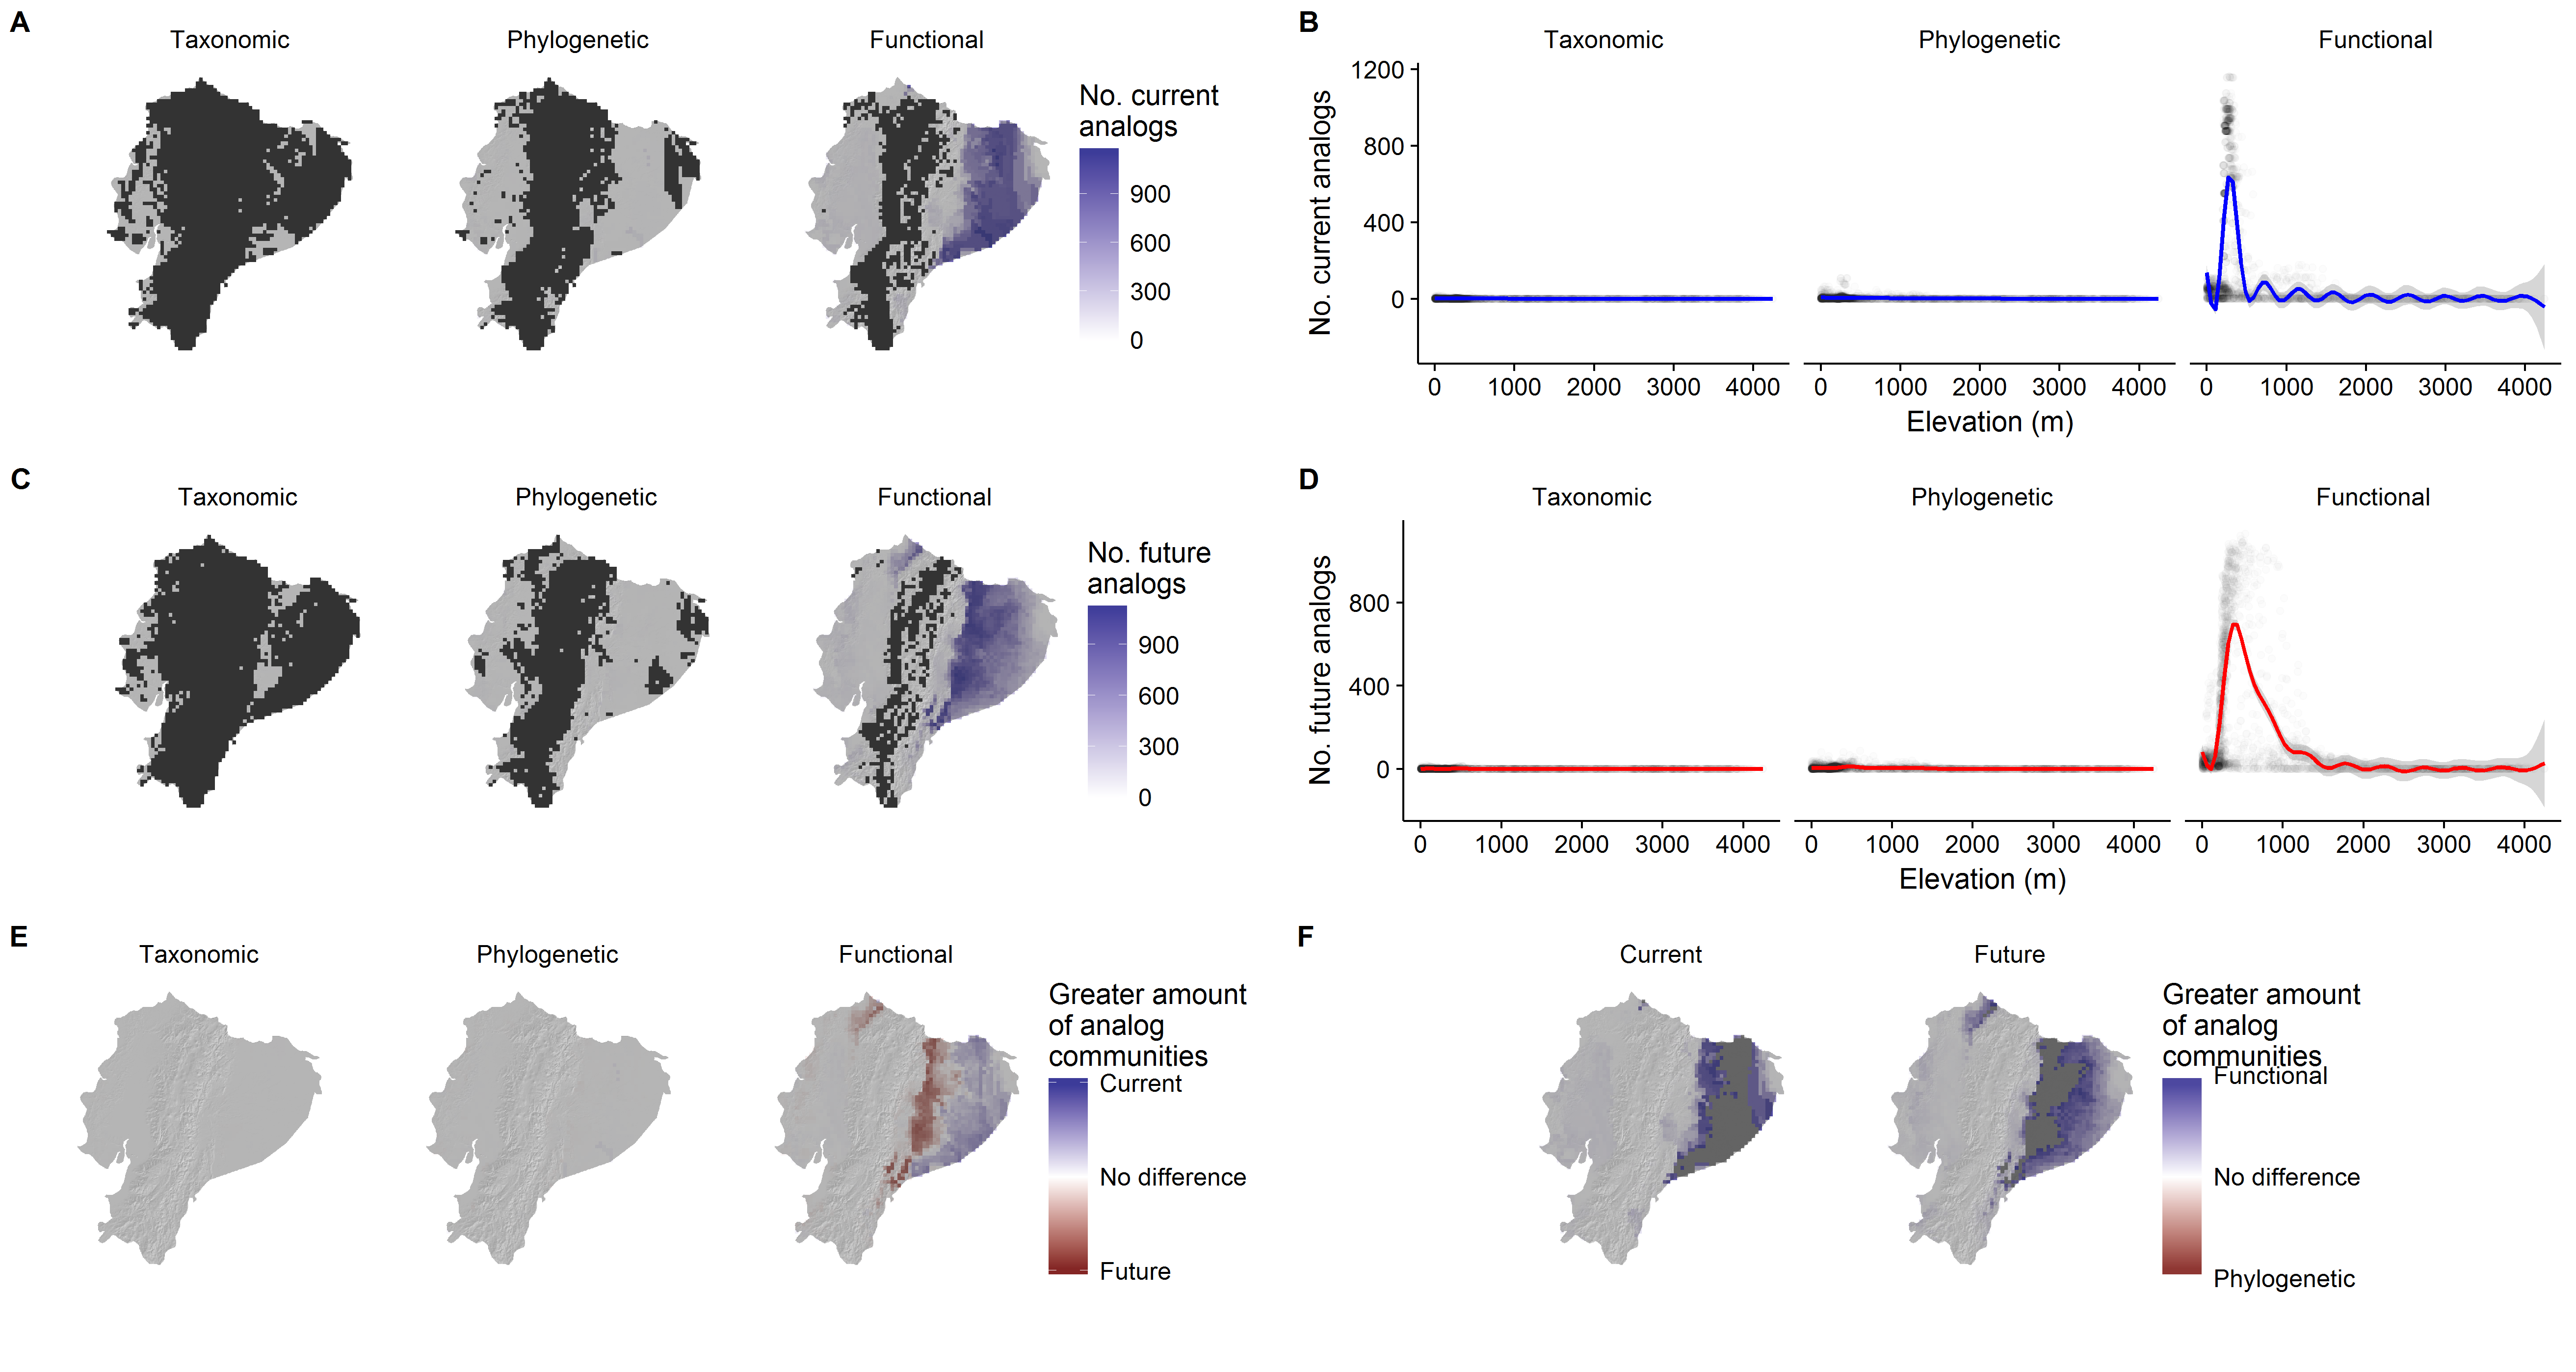 A
Taxonomic Phylogenetic Functional
No. current
analogs
900
600
300
0
B
Taxonomic Phylogenetic Functional
No. current analogs
1200
800
400
0
0 1000 2000 3000 4000 0 1000 2000 3000 4000 0 1000 2000 3000 4000
Elevation (m)
C
Taxonomic Phylogenetic Functional
No. future
analogs
900
600
300
0
D
Taxonomic Phylogenetic Functional
No. future analogs
800
400
0
0 1000 2000 3000 4000 0 1000 2000 3000 4000 0 1000 2000 3000 4000
Elevation (m)
E
Taxonomic Phylogenetic Functional
Greater amount
of analog
communities
Current
No difference
Future
F
Current Future
Greater amount
of analog
communities
Functional
No difference
Phylogenetic